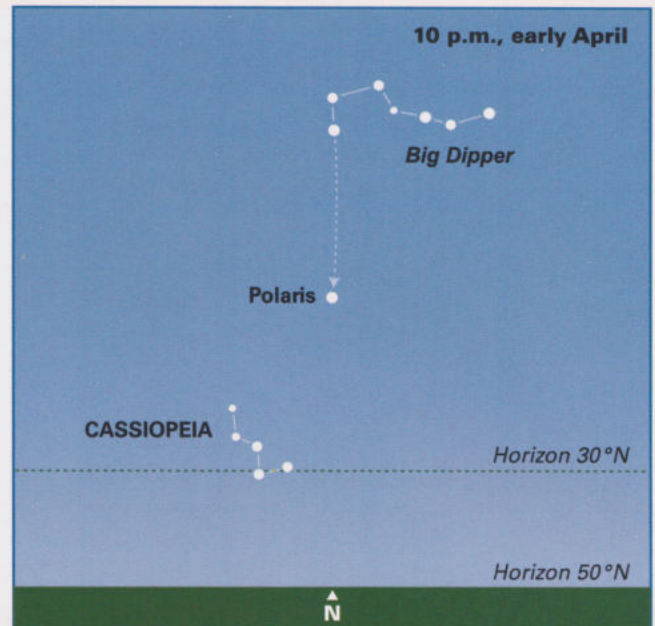 10 p.m., early April
Big Dipper
Polaris
CASSIOPEIA
Horizon 30°N
Horizon 50°N
N